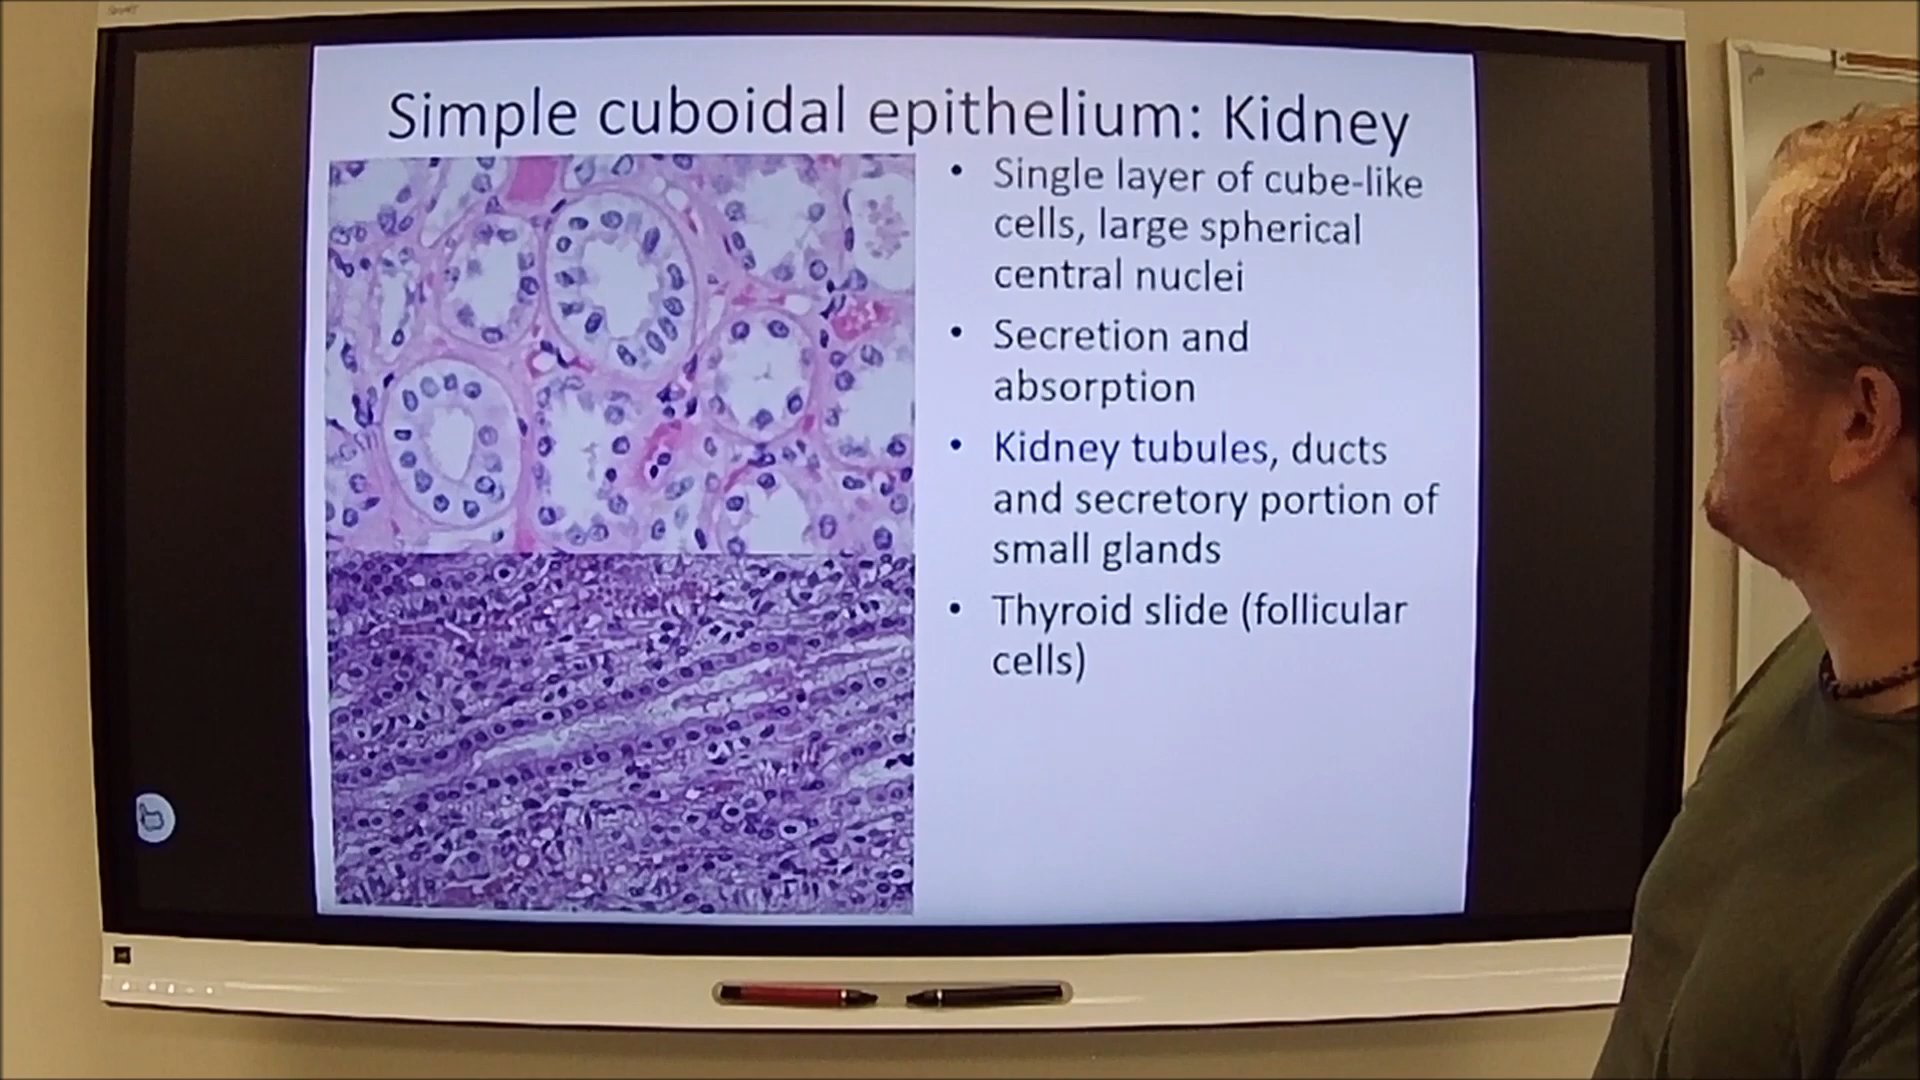 Simple cuboidal epithelium: Kidney
• Single layer of cube-like
cells, large spherical
central nuclei
• Secretion and
absorption
• Kidney tubules, ducts
and secretory portion of
small glands
• Thyroid slide (follicular
cells)